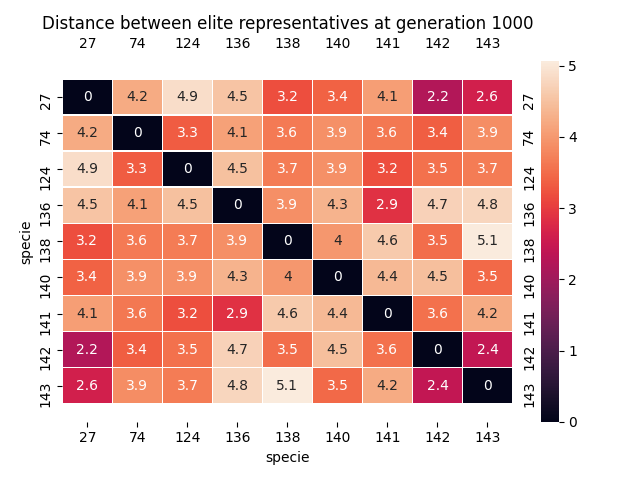 Distance between elite representatives at generation 1000
27 74 124 136 138 140 141 142 143
27 0 4.2 4.9 4.5 3.2 3.4 4.1 2.2 2.6 27
74 4.2 0 3.3 4.1 3.6 3.9 3.6 3.4 3.9 74
124 4.9 3.3 0 4.5 3.7 3.9 3.2 3.5 3.7 124
136 4.5 4.1 4.5 0 3.9 4.3 2.9 4.7 4.8 136
138 3.2 3.6 3.7 3.9 0 4 4.6 3.5 5.1 138
140 3.4 3.9 3.9 4.3 4 0 4.4 4.5 3.5 140
141 4.1 3.6 3.2 2.9 4.6 4.4 0 3.6 4.2 141
142 2.2 3.4 3.5 4.7 3.5 4.5 3.6 0 2.4 142
143 2.6 3.9 3.7 4.8 5.1 3.5 4.2 2.4 0 143
27 74 124 136 138 140 141 142 143
specie
specie
5
4
3
2
1
0